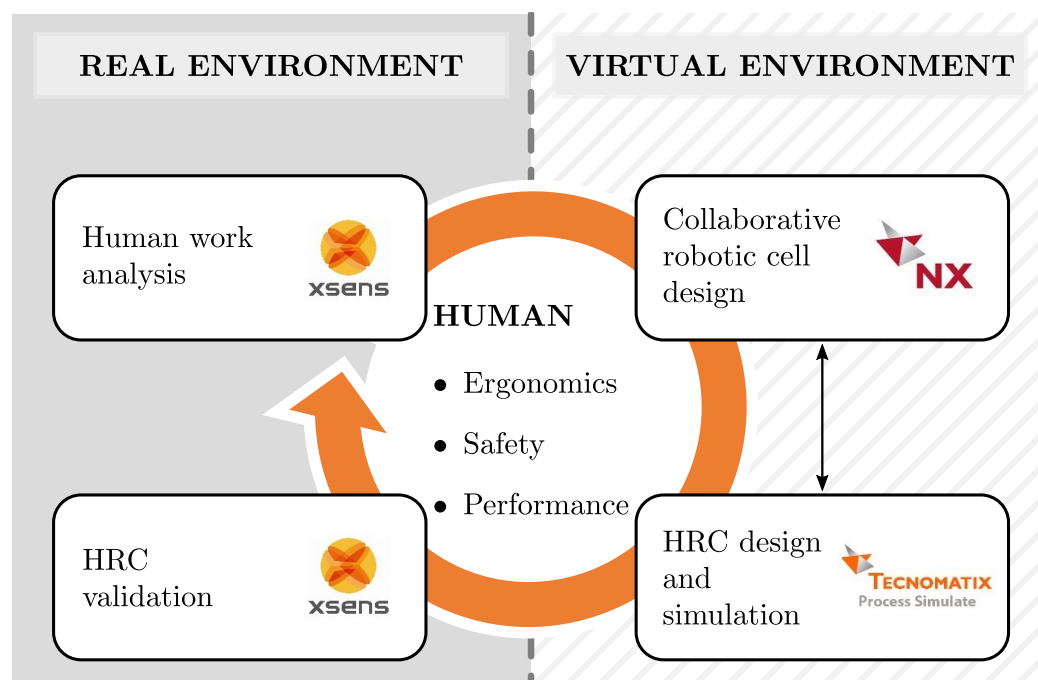 REAL ENVIRONMENT
VIRTUAL ENVIRONMENT
Human work
analysis
xsens
Collaborative
robotic cell
design
NX
HUMAN
• Ergonomics
• Safety
• Performance
HRC
validation
xsens
HRC design
and
simulation
TECNOMATIX
Process Simulate